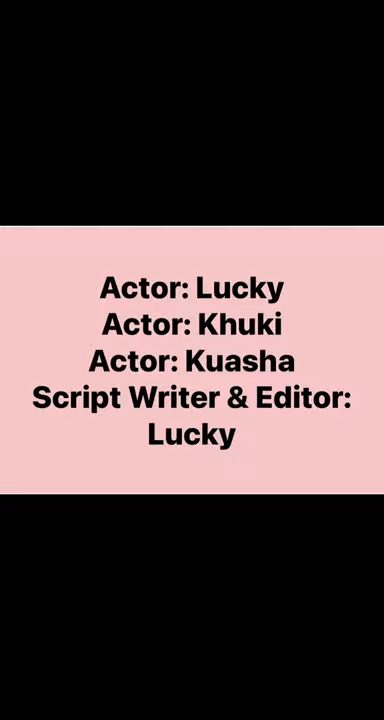 Actor: Lucky
Actor: Khuki
Actor: Kuasha
Script Writer & Editor:
Lucky